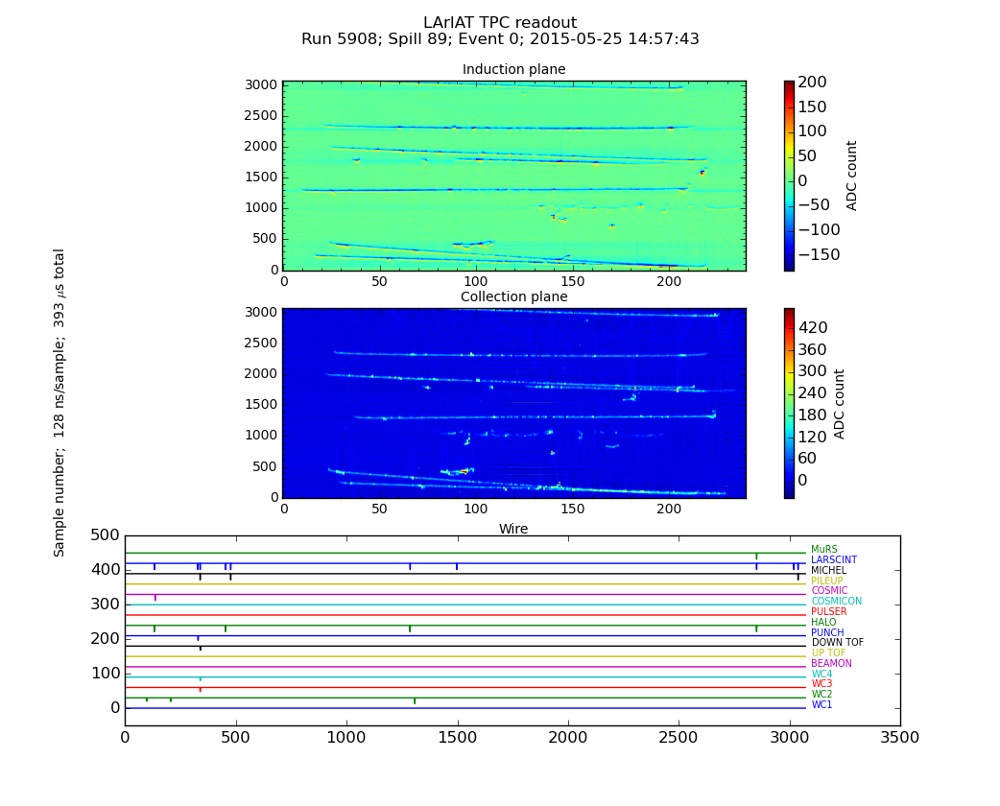 LArIAT TPC readout
Run 5908; Spill 89; Event 0; 2015-05-25 14:57:43
Induction plane
3000
2500
2000
1500
1000
500
0
0 50 100 150 200
200
150
100
50
0
−50
−100
−150
ADC count
Collection plane
3000
2500
2000
1500
1000
500
0
0 50 100 150 200
420
360
300
240
180
120
60
0
ADC count
Sample number; 128 ns/sample; 393 μs total
Wire
500
400
300
200
100
0
0 500 1000 1500 2000 2500 3000 3500
MuRS
LARSCINT
MICHEL
PILEUP
COSMIC
COSMICON
PULSER
HALO
PUNCH
DOWN TOF
UP TOF
BEAMON
WC4
WC3
WC2
WC1